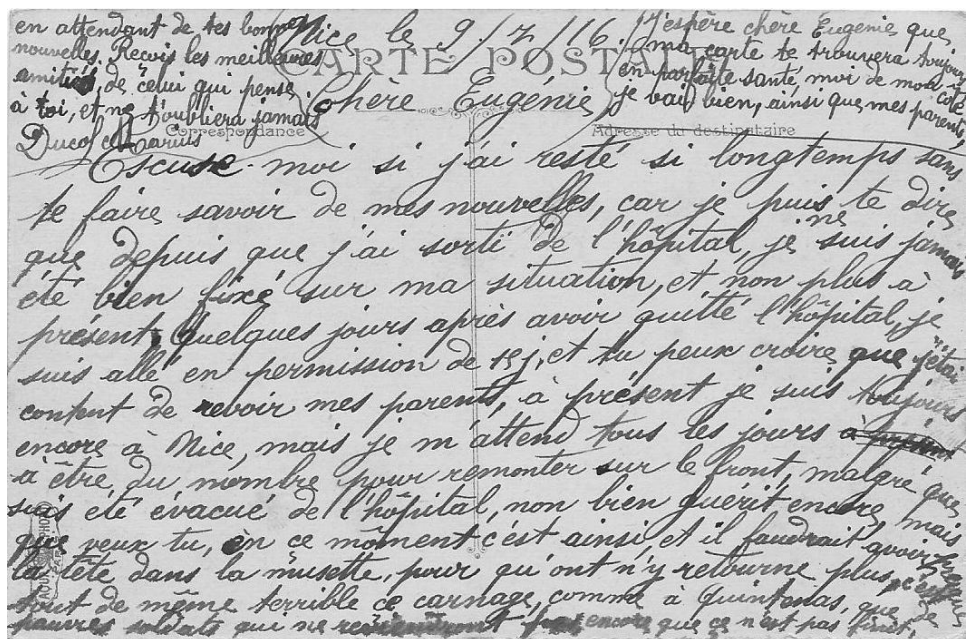 Nice le 9/7/16.
CARTE POSTALE
Chère Eugénie
Correspondance
Adresse du destinataire
Escuse-moi si j'ai resté si longtemps sans
te faire savoir de mes nouvelles, car je puis te dire
que depuis que j'ai sorti de l'hôpital, je ne suis jamais
été bien fixé sur ma situation, et non plus à
présent, Quelques jours après avoir quitté l'hôpital, je
suis allé en permission de j, et tu peux croire que j'étai
content de revoir mes parents, à présent je suis toujours
encore à Nice, mais je m'attend tous les jours
à être du nombre pour remonter sur le front, malgré que
suis été évacué de l'hôpital, non bien guérit encore, mais
que veux tu, en ce môment c'est ainsi et il faudrait avoir
la tête dans la musette, pour qui ont n'y retourne plus, c'est
tout de même terrible ce carnage, comme à Quintenas, que de
pauvres soldats qui ne encore que ce n'est pas
J'espère chère Eugénie que
ma carte te trouvera toujours
en parfaite santé, moi de mon côté
je vais bien, ainsi que mes parents,
en attendant de tes bonnes
nouvelles. Reçois les meilleures
amitiés, de celui qui pense
à toi, et ne t'oubliera jamais
Marius